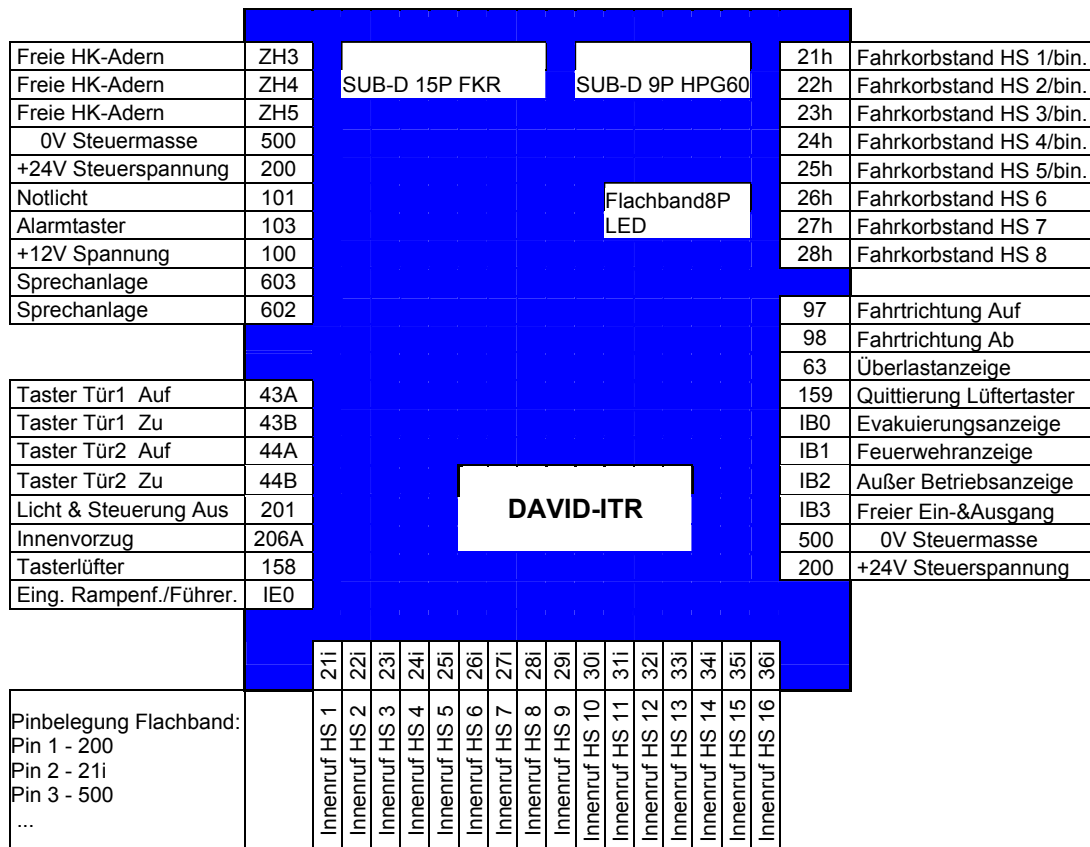 Freie HK-Adern ZH3
Freie HK-Adern ZH4
Freie HK-Adern ZH5
0V Steuermasse 500
+24V Steuerspannung 200
Notlicht 101
Alarmtaster 103
+12V Spannung 100
Sprechanlage 603
Sprechanlage 602
Taster Tür1 Auf 43A
Taster Tür1 Zu 43B
Taster Tür2 Auf 44A
Taster Tür2 Zu 44B
Licht & Steuerung Aus 201
Innenvorzug 206A
Tasterlüfter 158
Eing. Rampenf./Führer. IE0
SUB-D 15P FKR
SUB-D 9P HPG60
Flachband8P
LED
DAVID-ITR
21h Fahrkorbstand HS 1/bin.
22h Fahrkorbstand HS 2/bin.
23h Fahrkorbstand HS 3/bin.
24h Fahrkorbstand HS 4/bin.
25h Fahrkorbstand HS 5/bin.
26h Fahrkorbstand HS 6
27h Fahrkorbstand HS 7
28h Fahrkorbstand HS 8
97 Fahrtrichtung Auf
98 Fahrtrichtung Ab
63 Überlastanzeige
159 Quittierung Lüftertaster
IB0 Evakuierungsanzeige
IB1 Feuerwehranzeige
IB2 Außer Betriebsanzeige
IB3 Freier Ein-&Ausgang
500 0V Steuermasse
200 +24V Steuerspannung
21i Innenruf HS 1
22i Innenruf HS 2
23i Innenruf HS 3
24i Innenruf HS 4
25i Innenruf HS 5
26i Innenruf HS 6
27i Innenruf HS 7
28i Innenruf HS 8
29i Innenruf HS 9
30i Innenruf HS 10
31i Innenruf HS 11
32i Innenruf HS 12
33i Innenruf HS 13
34i Innenruf HS 14
35i Innenruf HS 15
36i Innenruf HS 16
Pinbelegung Flachband:
Pin 1 - 200
Pin 2 - 21i
Pin 3 - 500
...